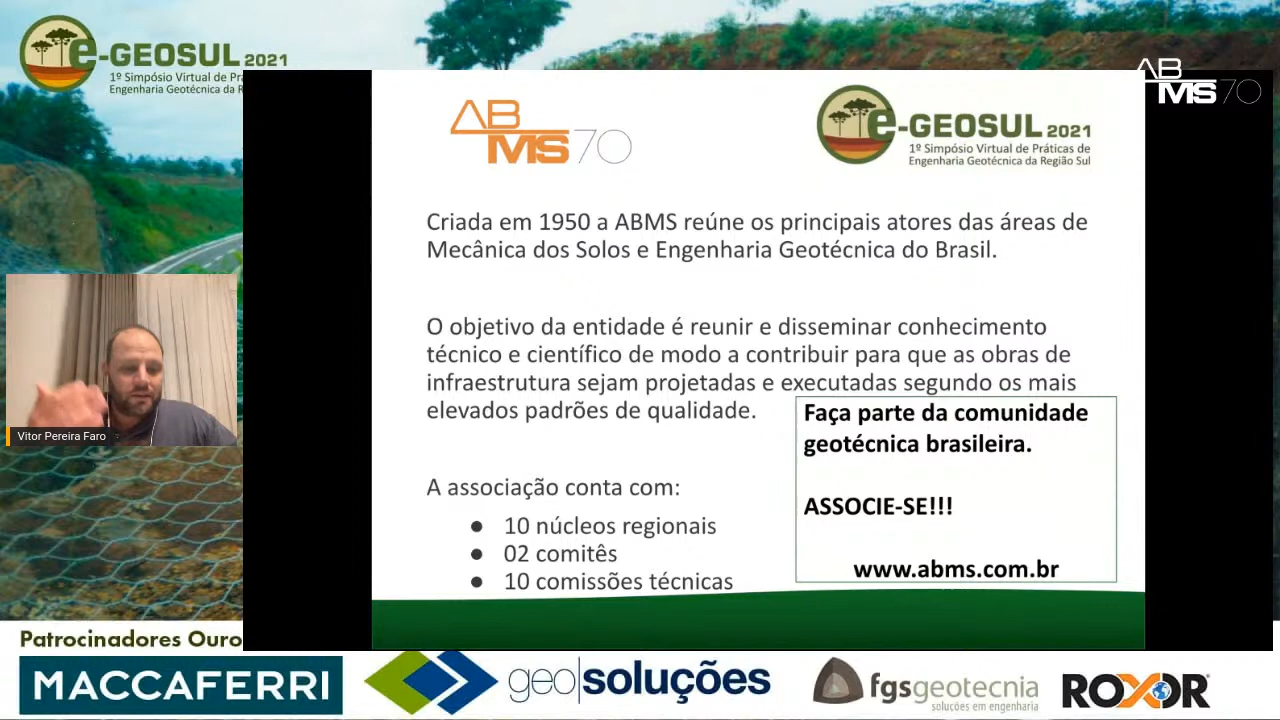 e-GEOSUL 2021
1º Simpósio Virtual de Prá
Engenharia Geotécnica da R
ABMS70
ABMS70
e-GEOSUL 2021
1º Simpósio Virtual de Práticas de
Engenharia Geotécnica da Região Sul
Criada em 1950 a ABMS reúne os principais atores das áreas de
Mecânica dos Solos e Engenharia Geotécnica do Brasil.
O objetivo da entidade é reunir e disseminar conhecimento
técnico e científico de modo a contribuir para que as obras de
infraestrutura sejam projetadas e executadas segundo os mais
elevados padrões de qualidade.
Faça parte da comunidade
geotécnica brasileira.
ASSOCIE-SE!!!
www.abms.com.br
A associação conta com:
● 10 núcleos regionais
● 02 comitês
● 10 comissões técnicas
Vitor Pereira Faro
Patrocinadores Ouro
MACCAFERRI
geo|soluções
fgsgeotecnia
soluções em engenharia
ROXOR